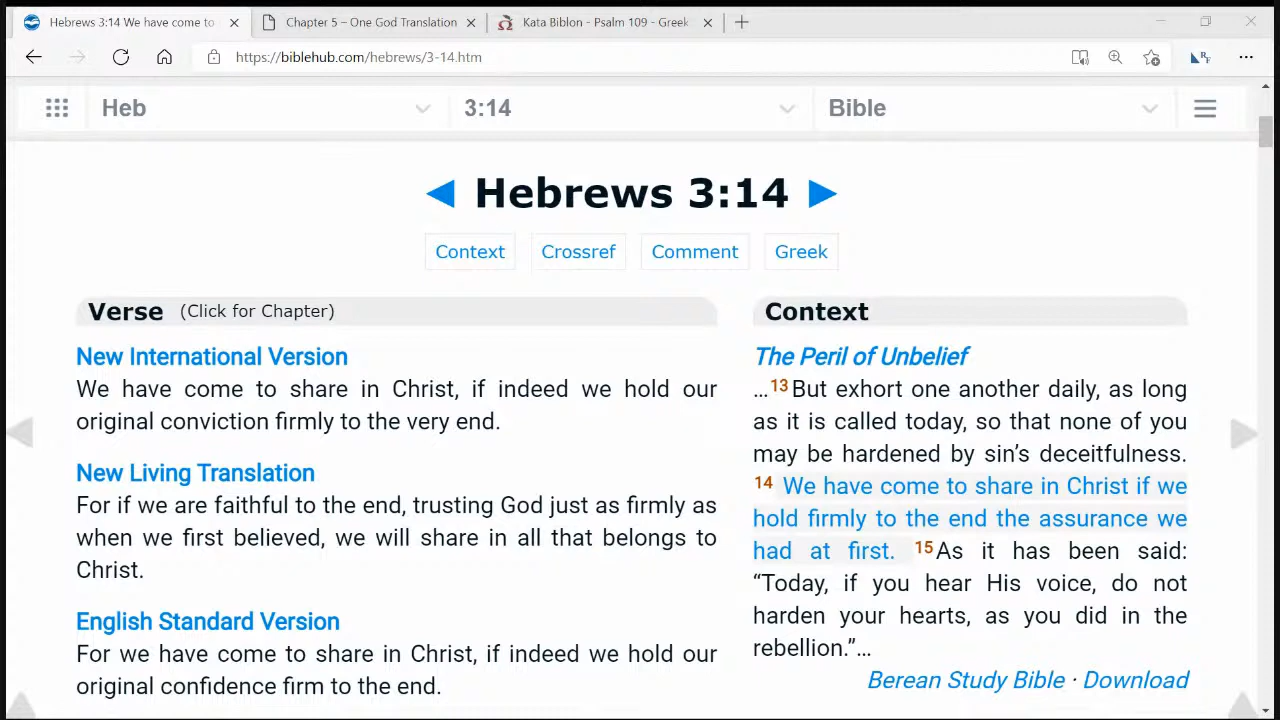 Hebrews 3:14 We have come to
Chapter 5 – One God Translation
Kata Biblon - Psalm 109 - Greek
https://biblehub.com/hebrews/3-14.htm
Heb
3:14
Bible
Hebrews 3:14
Context
Crossref
Comment
Greek
Verse (Click for Chapter)
New International Version
We have come to share in Christ, if indeed we hold our
original conviction firmly to the very end.
New Living Translation
For if we are faithful to the end, trusting God just as firmly as
when we first believed, we will share in all that belongs to
Christ.
English Standard Version
For we have come to share in Christ, if indeed we hold our
original confidence firm to the end.
Context
The Peril of Unbelief
…13But exhort one another daily, as long
as it is called today, so that none of you
may be hardened by sin’s deceitfulness.
14 We have come to share in Christ if we
hold firmly to the end the assurance we
had at first. 15As it has been said:
“Today, if you hear His voice, do not
harden your hearts, as you did in the
rebellion.”…
Berean Study Bible · Download